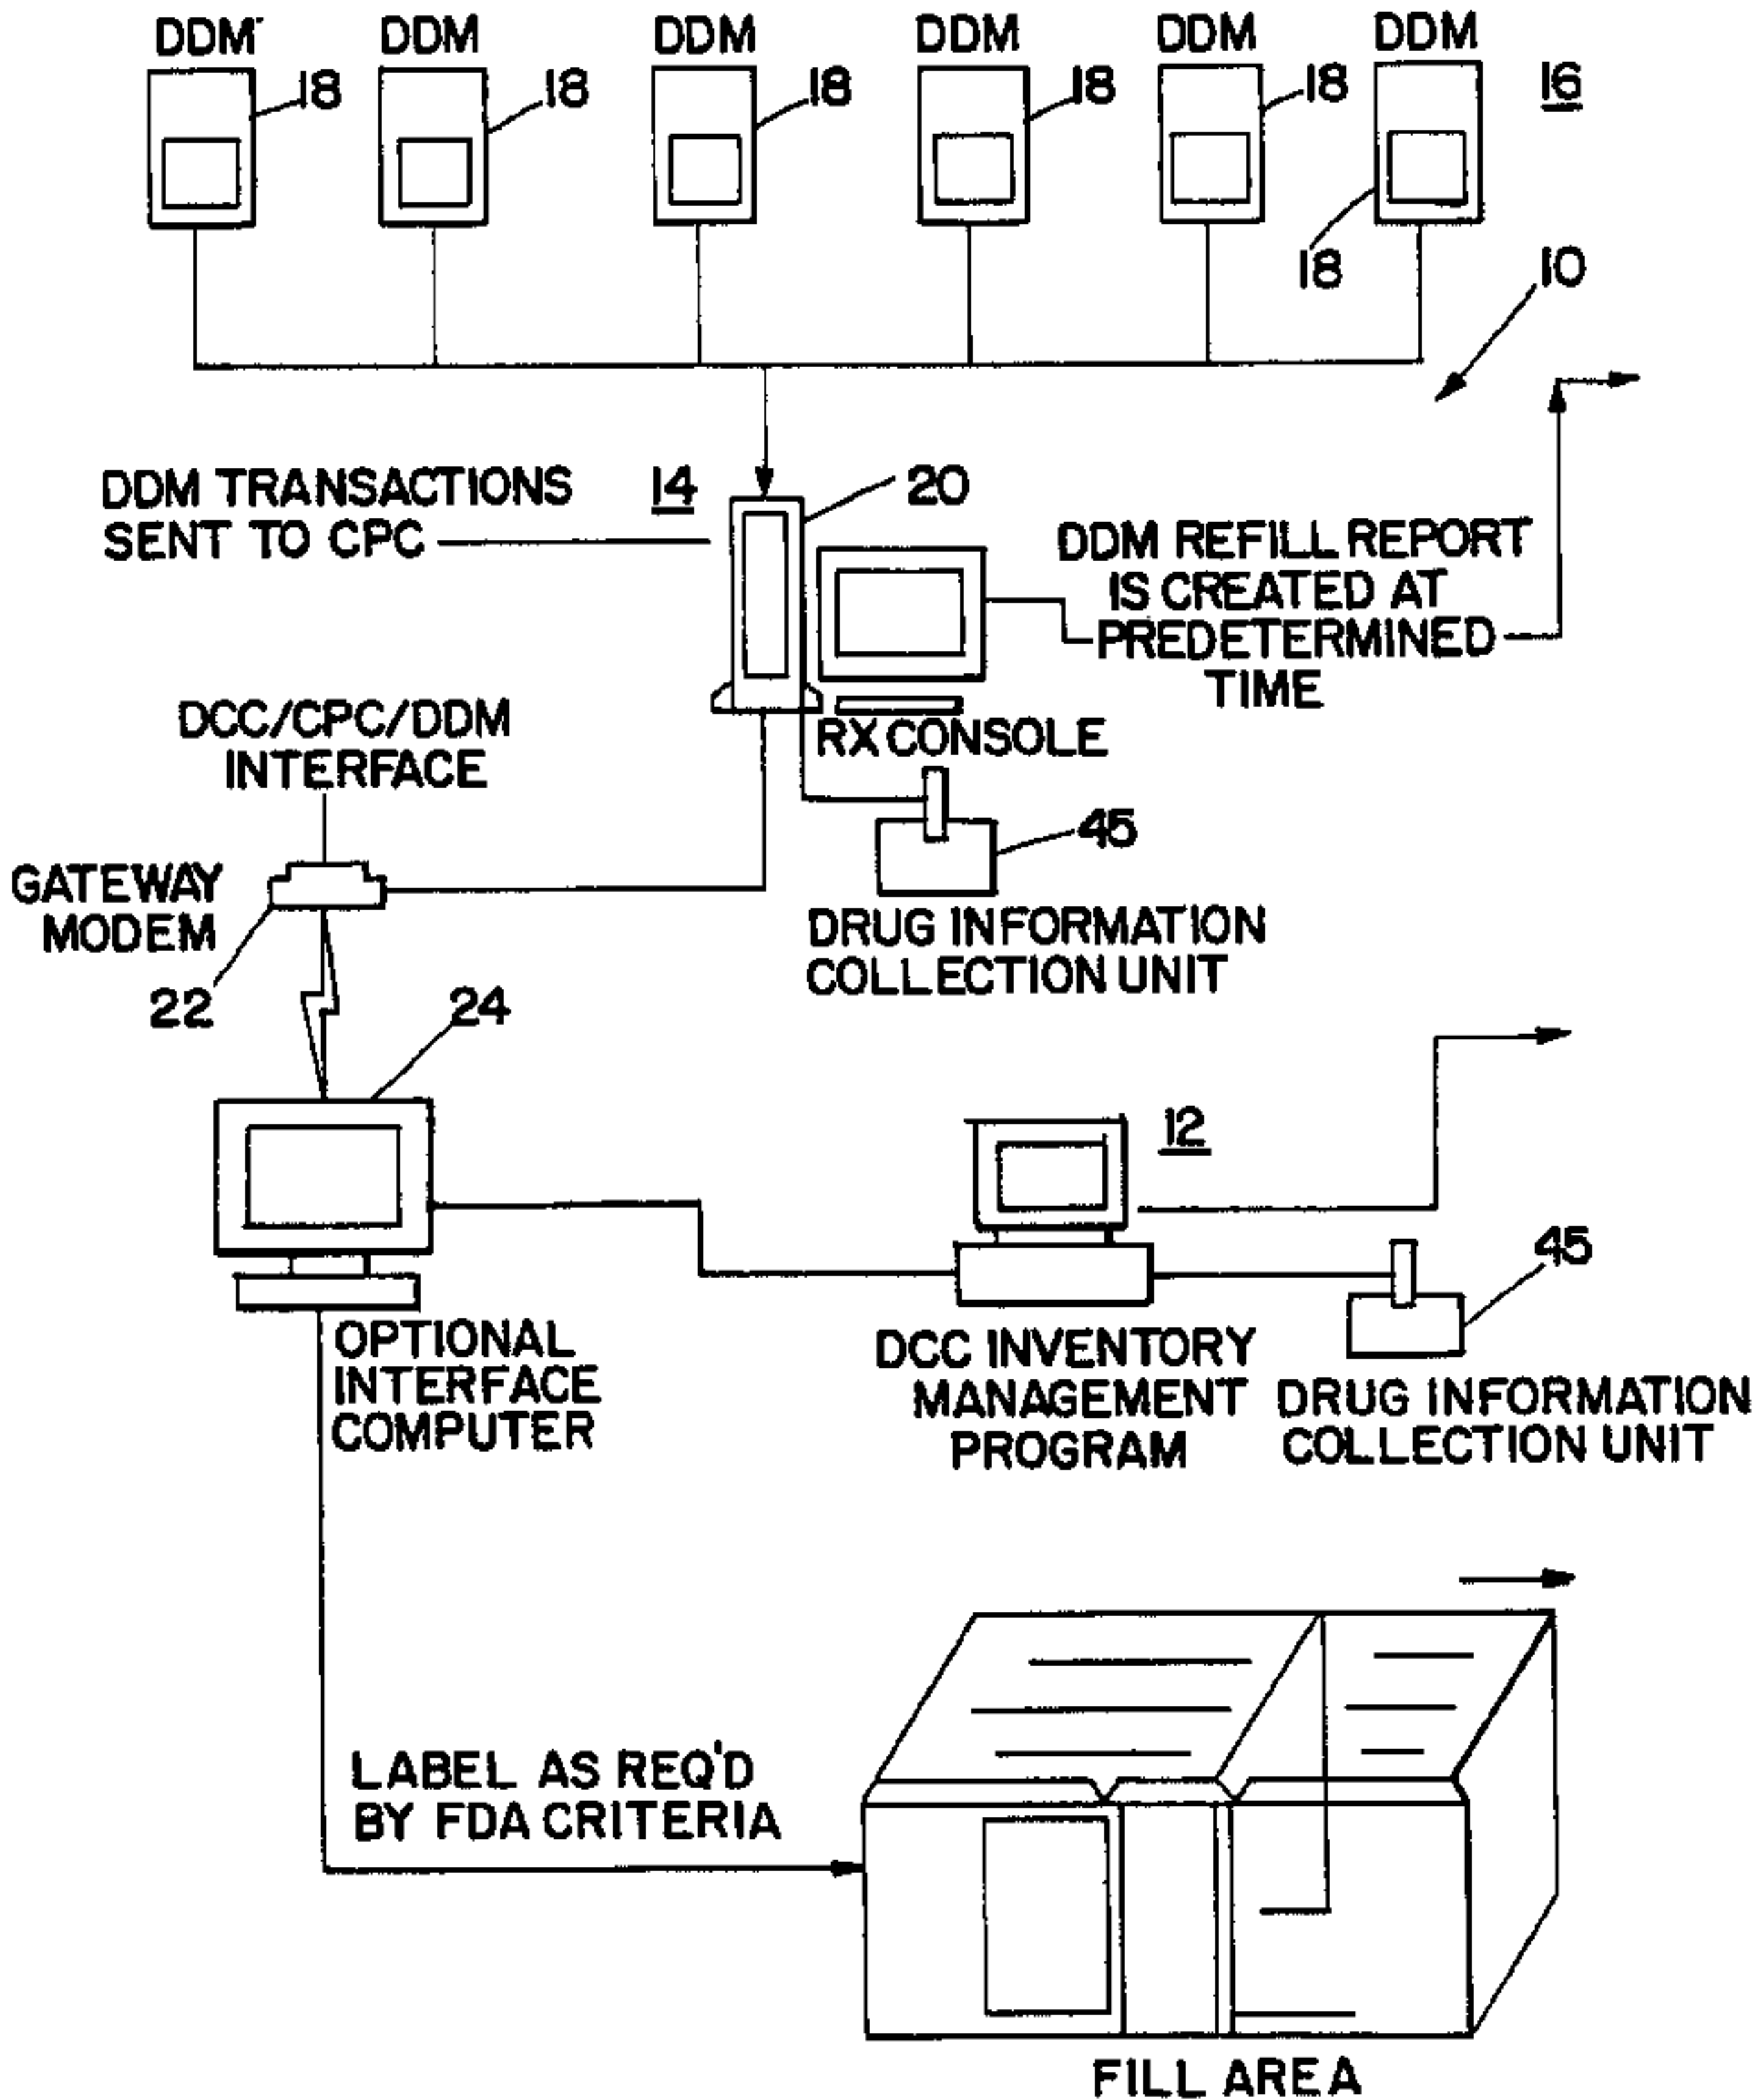 DDM DDM DDM DDM DDM DDM
18 18 18 18 18 16
18
10
DDM TRANSACTIONS
SENT TO CPC
14
20
DDM REFILL REPORT
IS CREATED AT
PREDETERMINED
TIME
RX CONSOLE
DCC/CPC/DDM
INTERFACE
45
GATEWAY
MODEM
DRUG INFORMATION
COLLECTION UNIT
22
24
12
45
OPTIONAL
INTERFACE
COMPUTER
DCC INVENTORY
MANAGEMENT
PROGRAM
DRUG INFORMATION
COLLECTION UNIT
LABEL AS REQ'D
BY FDA CRITERIA
FILL AREA